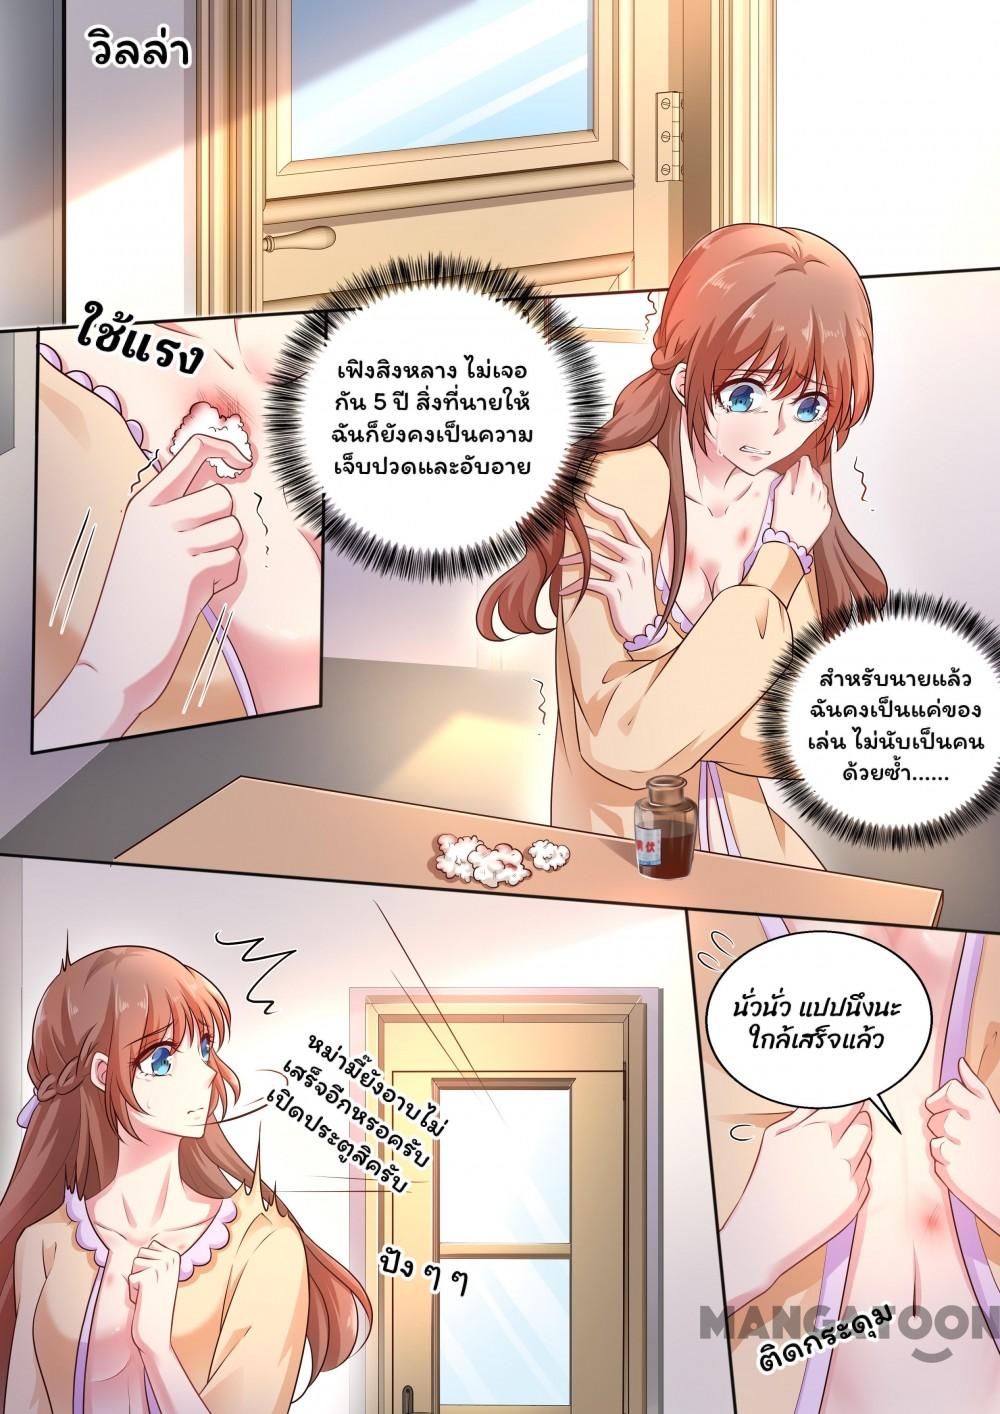 วิลล่า
ใช้แรง
เฟิงสิงหลาง ไม่เจอ
กัน 5 ปี สิ่งที่นายให้
ฉันก็ยังคงเป็นความ
เจ็บปวดและอับอาย
สำหรับนายแล้ว
ฉันคงเป็นแค่ของ
เล่น ไม่นับเป็นคน
ด้วยซ้ำ......
หม่ามี๊ยังอาบไม่
เสร็จอีกหรอครับ
เปิดประตูสิครับ
ปัง ๆ ๆ
นั่วนั่ว แปปนึงนะ
ใกล้เสร็จแล้ว
MANGATOON
ติดกระดุม